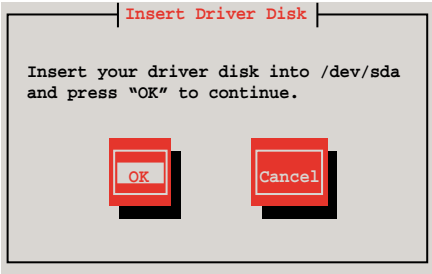 Insert Driver Disk
Insert your driver disk into /dev/sda
and press “OK” to continue.
OK Cancel